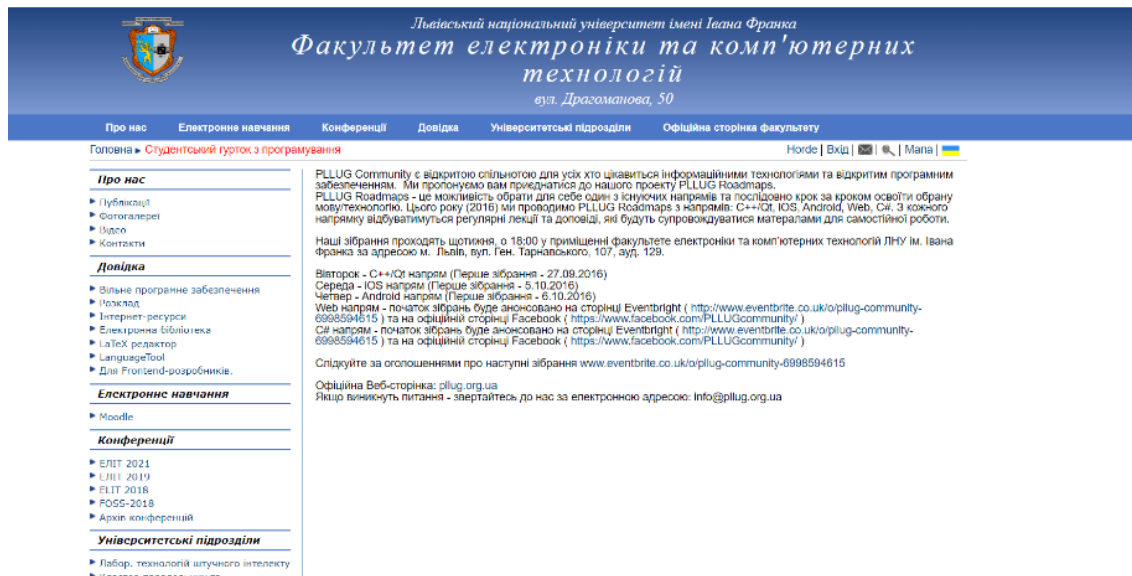 Львівський національний університет імені Івана Франка
Факультет електроніки та комп'ютерних
технологій
вул. Драгоманова, 50
Про нас Електронне навчання Конференції Довідка Університетські підрозділи Офіційна сторінка факультету
Головна Студентський гурток з програмування Horde | Вхід | | | Мапа |
Про нас
Публікації
Фотогалереї
Відео
Контакти
Довідка
Вільне програмне забезпечення
Розклад
Інтернет-ресурси
Електронна бібліотека
LaTeX редактор
LanguageTool
Для Frontend-розробників.
Електронне навчання
Moodle
Конференції
ЕЛІТ 2021
ЕЛІТ 2019
ELIT 2018
FOSS-2018
Архів конференцій
Університетські підрозділи
Лабор. технологій штучного інтелекту
PLLUG Community є відкритою спільнотою для усіх хто цікавиться інформаційними технологіями та відкритим програмним
забезпеченням. Ми пропонуємо вам приєднатися до нашого проекту PLLUG Roadmaps.
PLLUG Roadmaps - це можливість обрати для себе один з існуючих напрямів та послідовно крок за кроком освоїти обрану
мову/технологію. Цього року (2016) ми проводимо PLLUG Roadmaps з напрямів: C++/Qt, IOS, Android, Web, C#. З кожного
напрямку відбуватимуться регулярні лекції та доповіді, які будуть супровождуватися матералами для самостійної роботи.
Наші зібрання проходять щотижня, о 18:00 у приміщенні факультете електроніки та комп'ютерних технологій ЛНУ ім. Івана
Франка за адресою м. Львів, вул. Ген. Тарнавського, 107, ауд. 129.
Вівторок - C++/Qt напрям (Перше зібрання - 27.09.2016)
Середа - IOS напрям (Перше зібрання - 5.10.2016)
Четвер - Android напрям (Перше зібрання - 6.10.2016)
Web напрям - початок зібрань буде анонсовано на сторінці Eventbright ( http://www.eventbrite.co.uk/o/pllug-community-
6998594615 ) та на офіційній сторінці Facebook ( https://www.facebook.com/PLLUGcommunity/ )
C# напрям - початок зібрань буде анонсовано на сторінці Eventbright ( http://www.eventbrite.co.uk/o/pllug-community-
6998594615 ) та на офіційній сторінці Facebook ( https://www.facebook.com/PLLUGcommunity/ )
Слідкуйте за оголошеннями про наступні зібрання www.eventbrite.co.uk/o/pllug-community-6998594615
Офіційна Веб-сторінка: pllug.org.ua
Якщо виникнуть питання - звертайтесь до нас за електронною адресою: info@pllug.org.ua